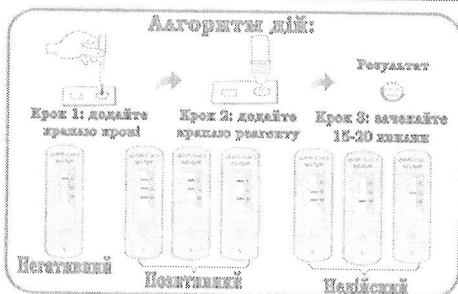 Алгоритм дій:
Результат
Крок 1: додайте
краплю крові
Крок 2: додайте
краплю реагенту
Крок 3: зачекайте
15-20 хвилин
Негативний
Позитивний
Недійсний